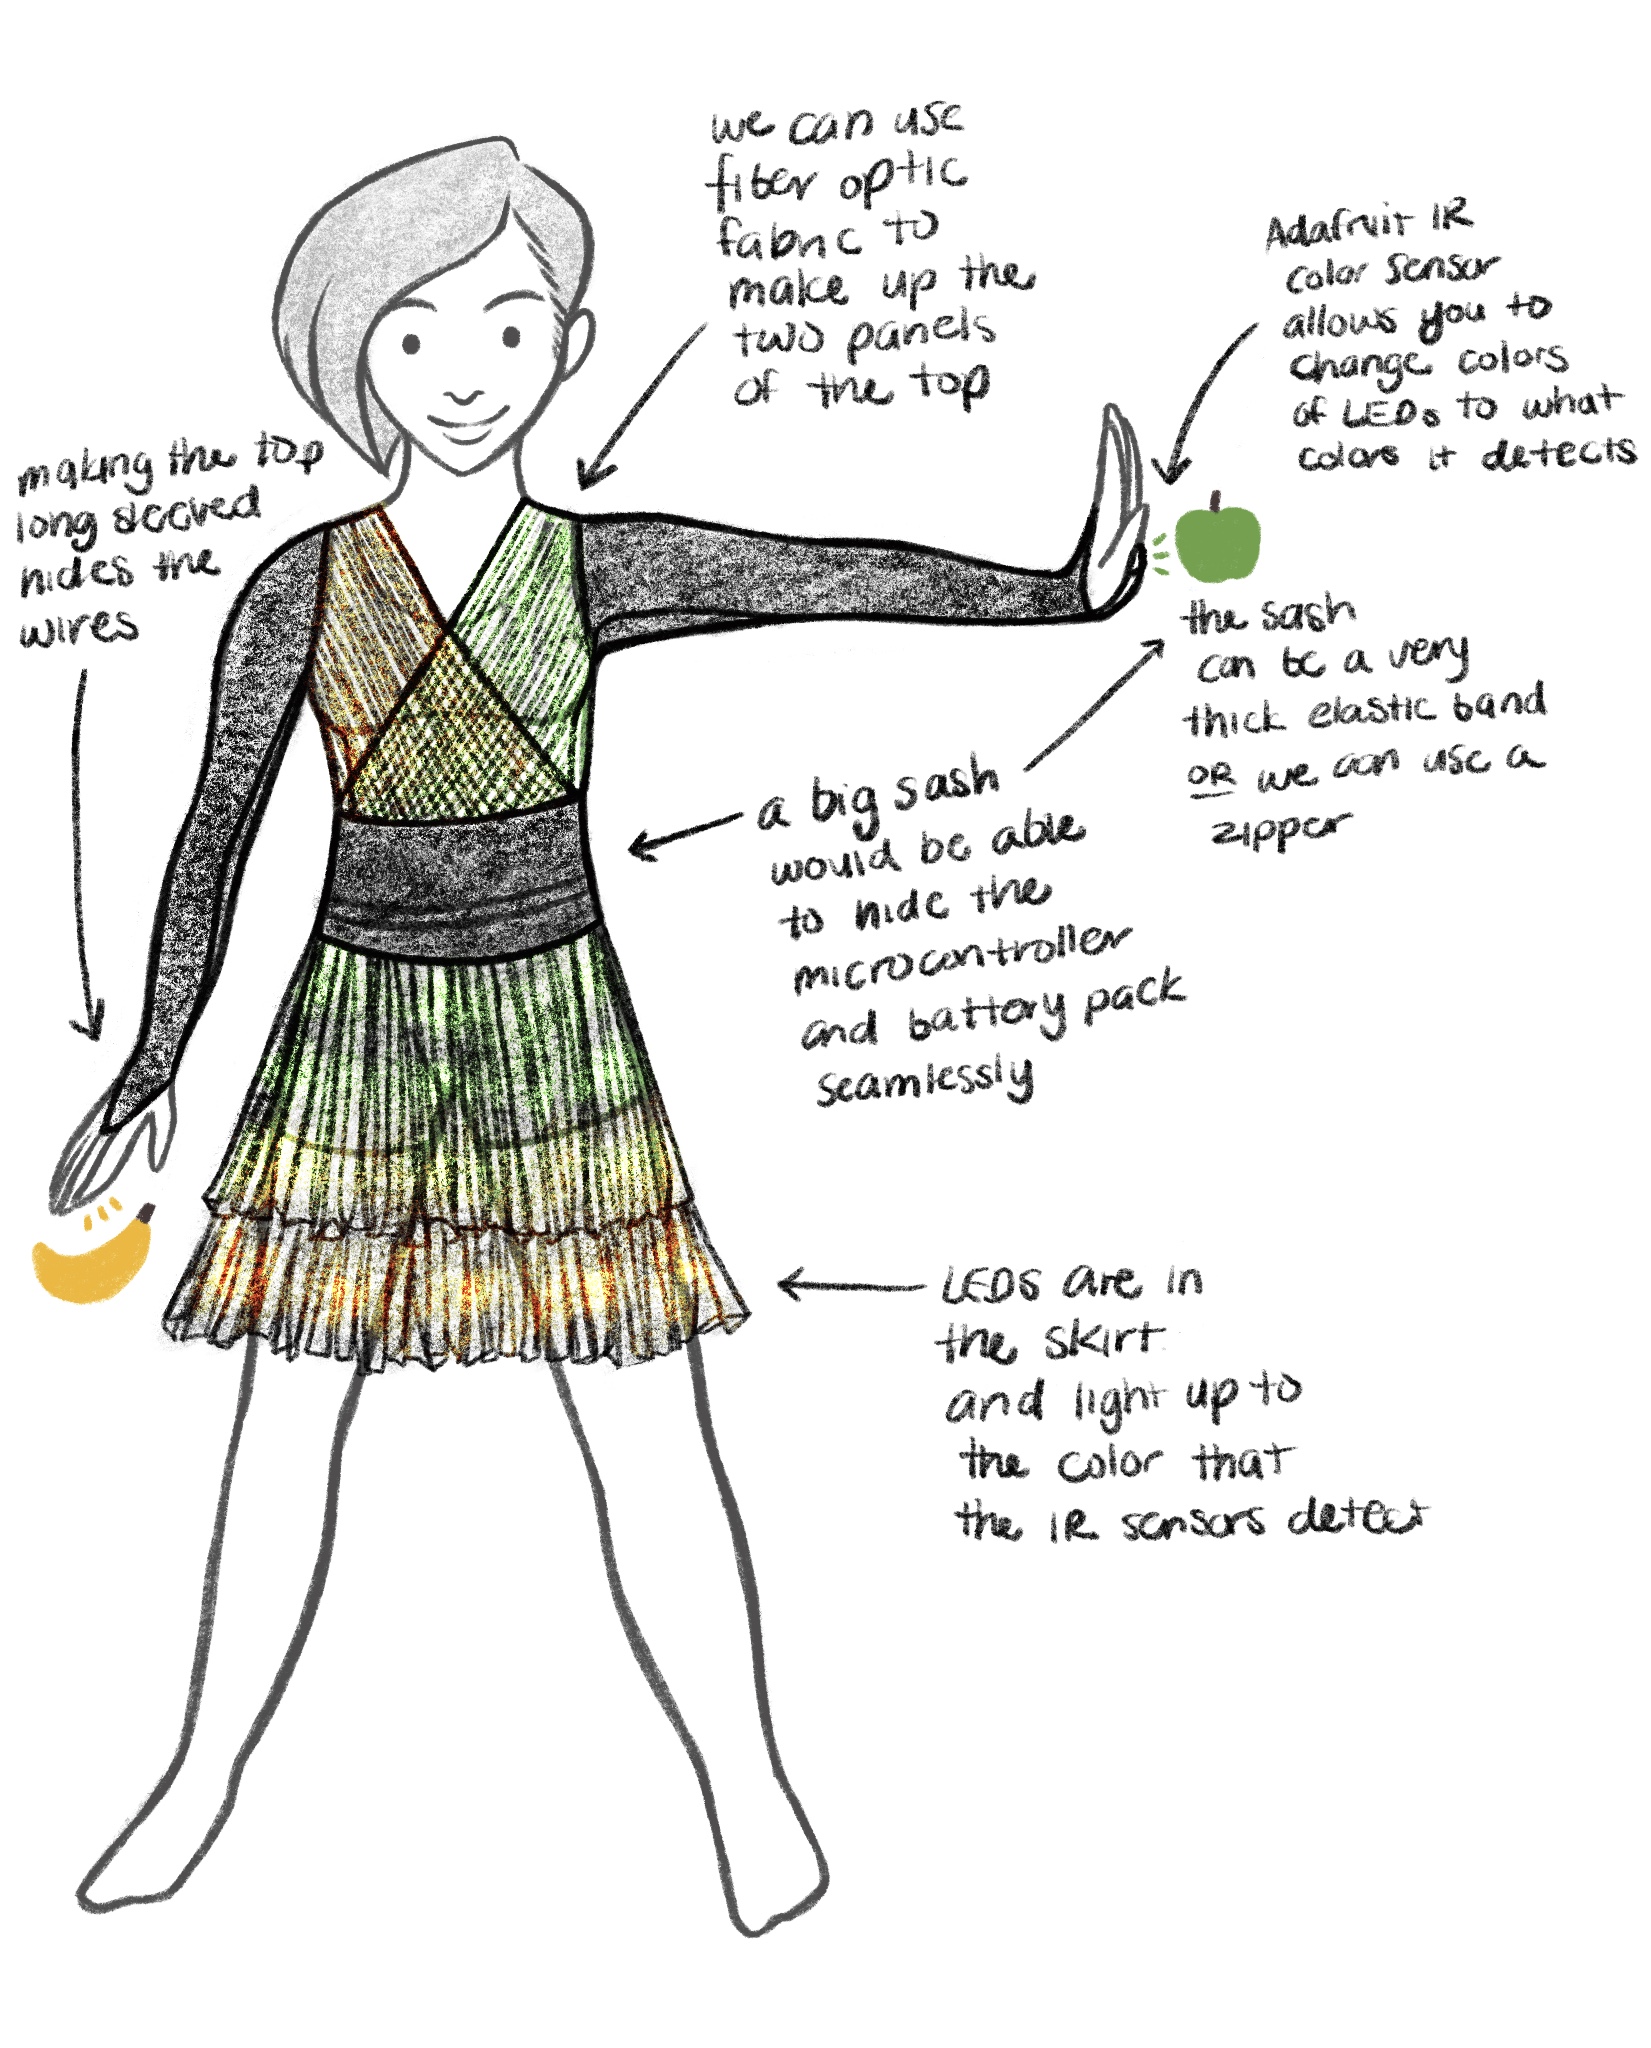 we can use
fiber optic
fabric to
make up the
two panels
of the top
Adafruit IR
color sensor
allows you to
change colors
of LEDs to what
colors it detects
making the top
long sleeved
hides the
wires
the sash
can be a very
thick elastic band
OR we can use a
zipper
a big sash
would be able
to hide the
microcontroller
and battery pack
seamlessly
LEDs are in
the skirt
and light up to
the color that
the IR sensors detect